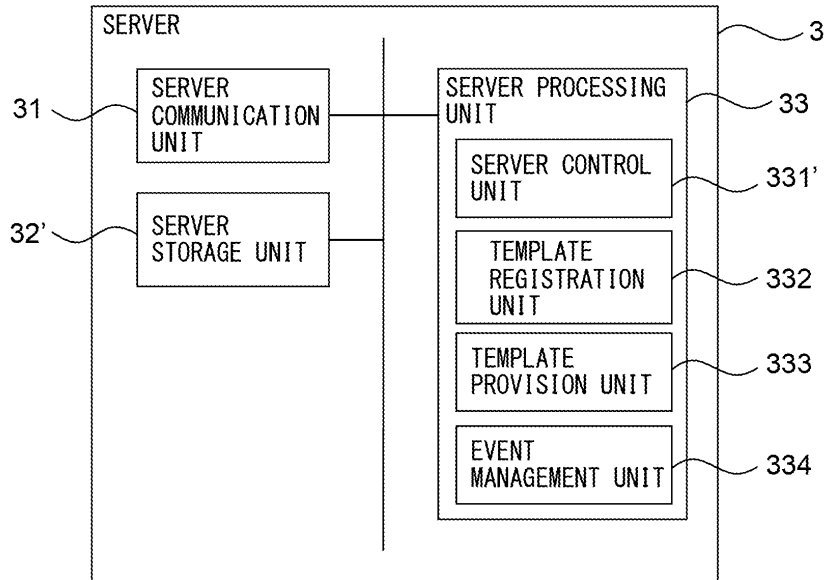 SERVER
3
31
SERVER
COMMUNICATION
UNIT
32'
SERVER
STORAGE UNIT
SERVER PROCESSING
UNIT
33
SERVER CONTROL
UNIT
331'
TEMPLATE
REGISTRATION
UNIT
332
TEMPLATE
PROVISION UNIT
333
EVENT
MANAGEMENT UNIT
334